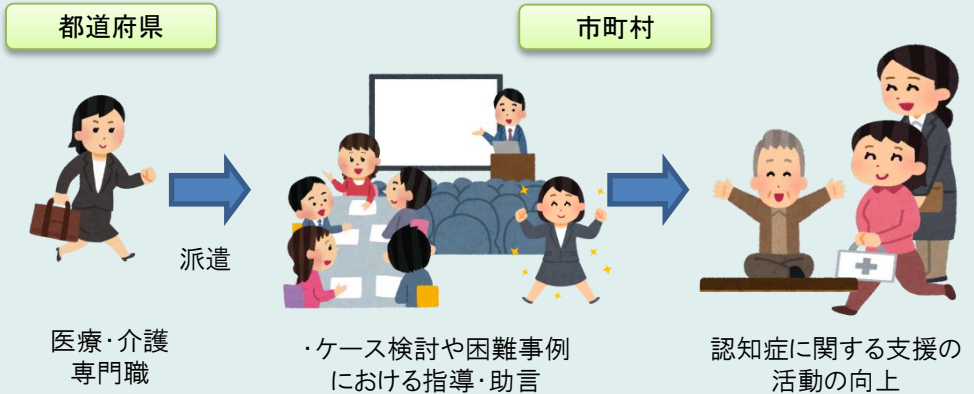 都道府県
市町村
派遣
医療・介護
専門職
・ケース検討や困難事例
における指導・助言
認知症に関する支援の
活動の向上